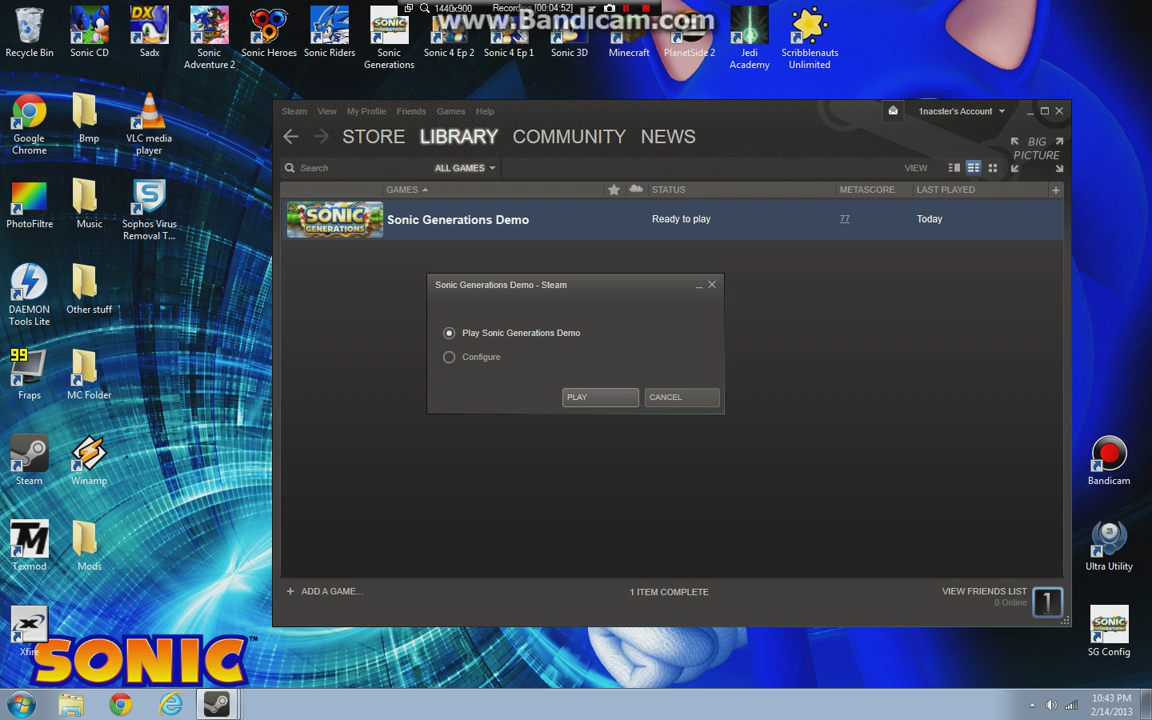 1440x900 Recording [00:04:52]
www.Bandicam.com
Recycle Bin
Sonic CD
Sadx
Sonic Adventure 2
Sonic Heroes
Sonic Riders
Sonic Generations
Sonic 4 Ep 2
Sonic 4 Ep 1
Sonic 3D
Minecraft
PlanetSide 2
Jedi Academy
Scribblenauts Unlimited
Google Chrome
Bmp
VLC media player
PhotoFiltre
Music
Sophos Virus Removal T...
DAEMON Tools Lite
Other stuff
99
Fraps
MC Folder
Steam
Winamp
Texmod
Mods
Xfire
SONIC™
Steam View My Profile Friends Games Help
1nacster's Account
STORE LIBRARY COMMUNITY NEWS
BIG PICTURE
Search
ALL GAMES
VIEW
GAMES STATUS METASCORE LAST PLAYED
SONIC GENERATIONS
Sonic Generations Demo Ready to play 77 Today
Sonic Generations Demo - Steam
Play Sonic Generations Demo
Configure
PLAY CANCEL
+ ADD A GAME...
1 ITEM COMPLETE
VIEW FRIENDS LIST
0 Online
1
Bandicam
Ultra Utility
SG Config
10:43 PM
2/14/2013